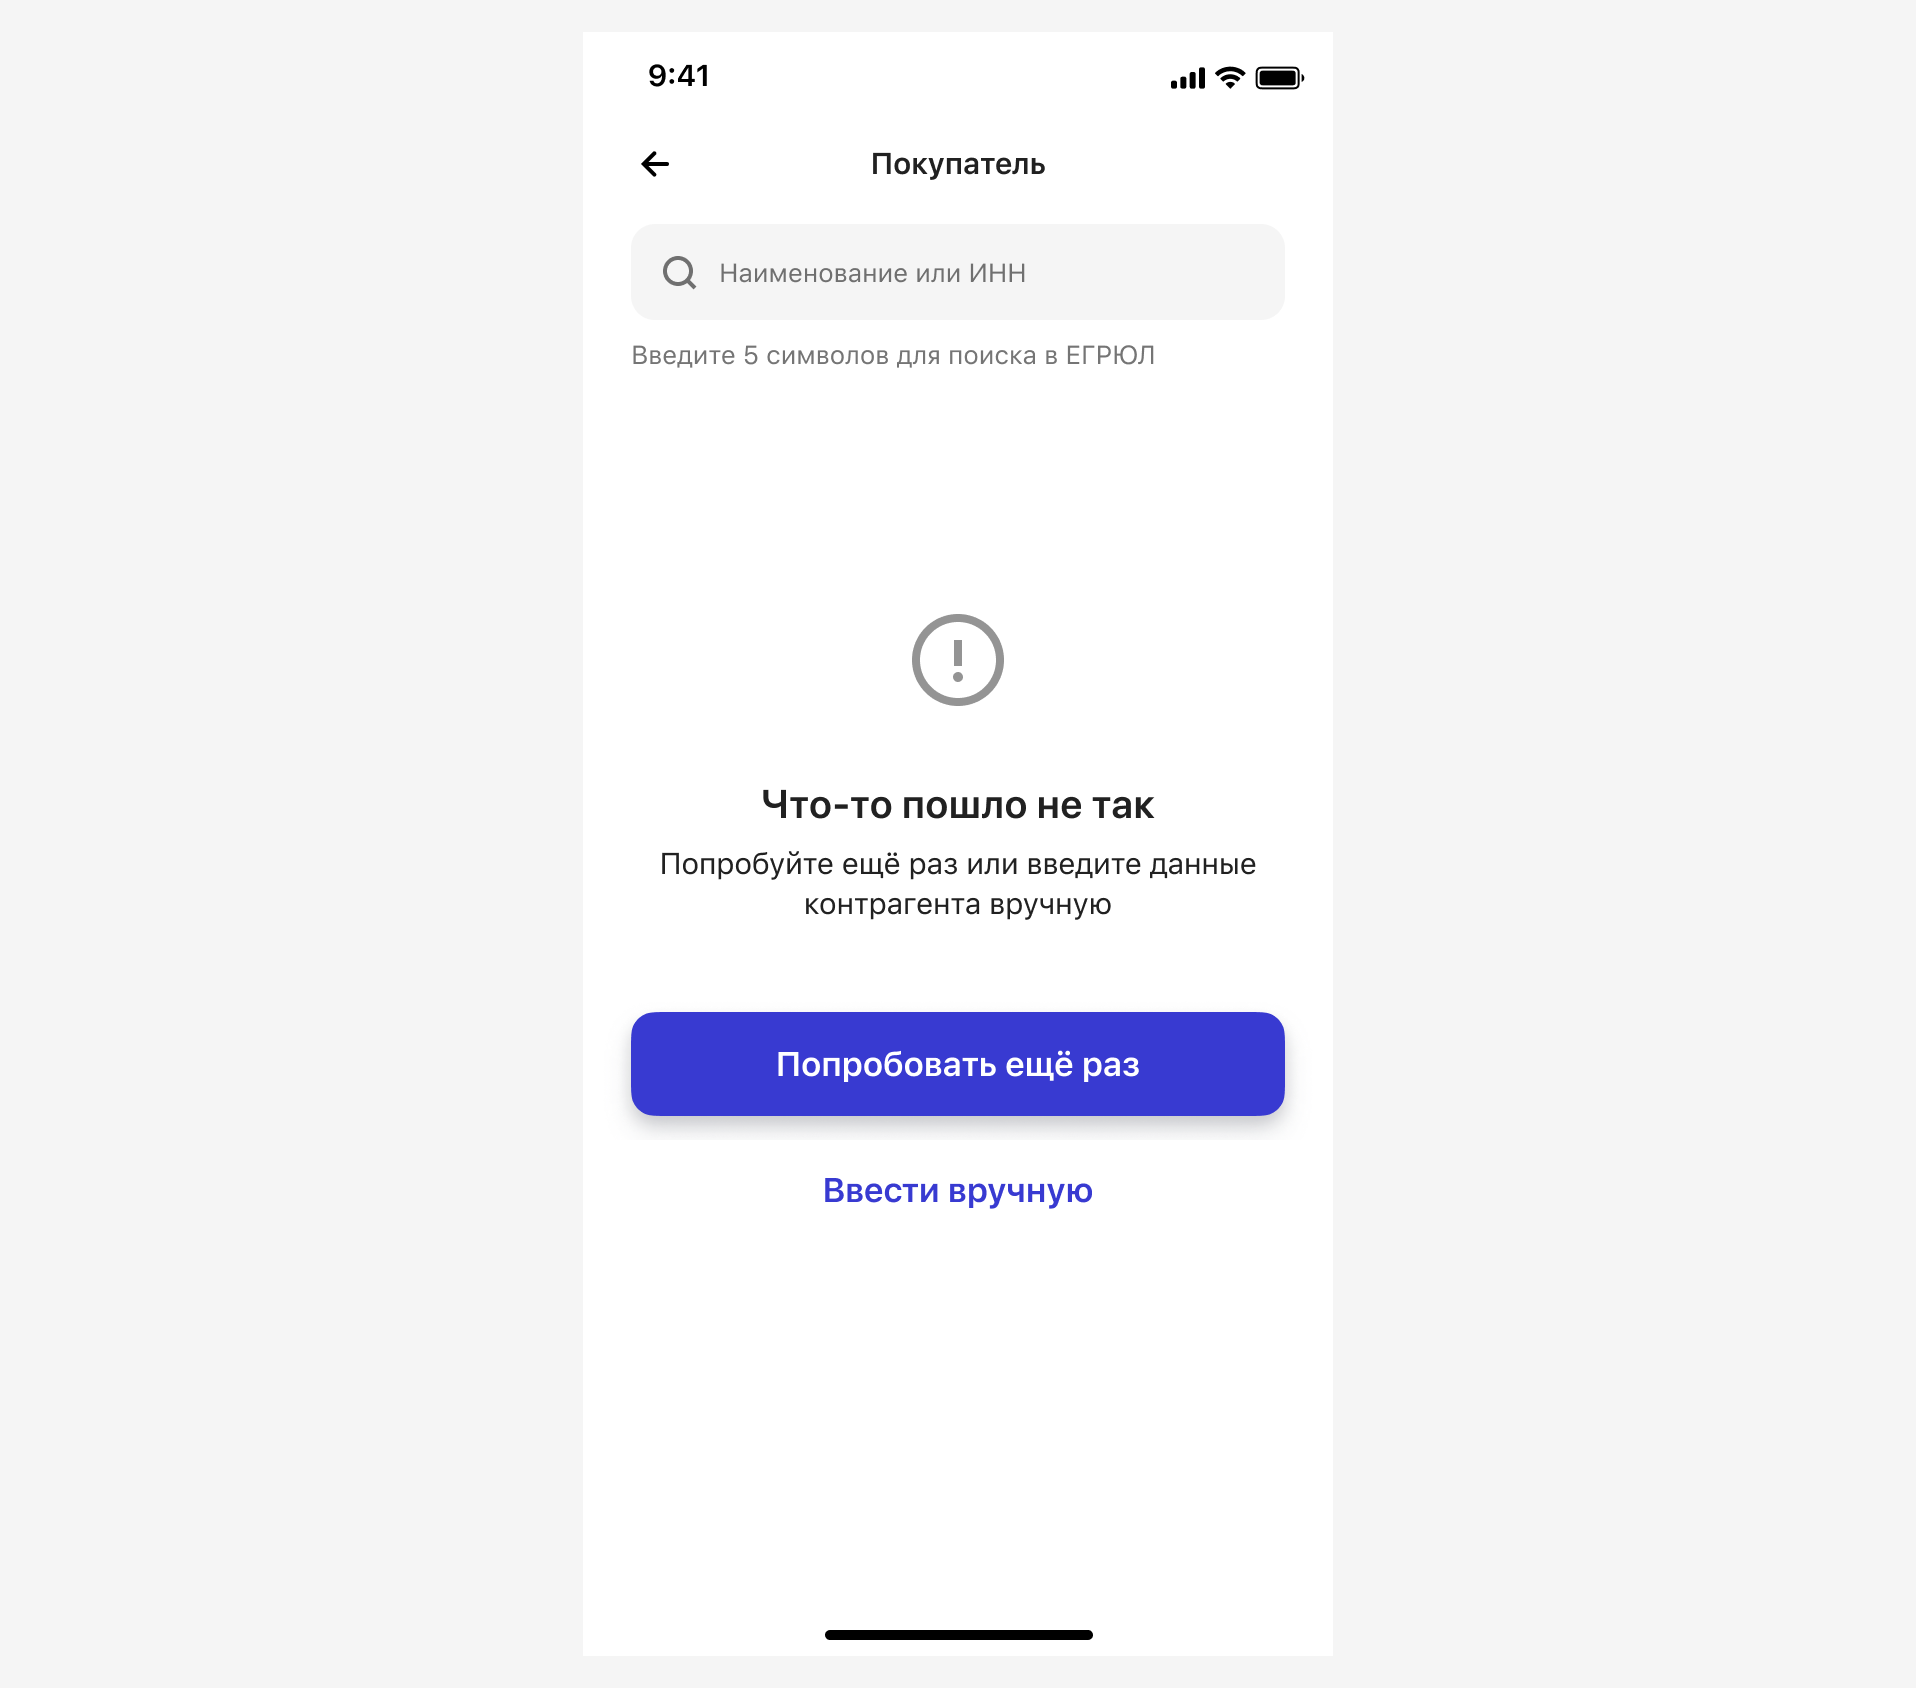 9:41
Покупатель
Наименование или ИНН
Введите 5 символов для поиска в ЕГРЮЛ
Что-то пошло не так
Попробуйте ещё раз или введите данные
контрагента вручную
Попробовать ещё раз
Ввести вручную